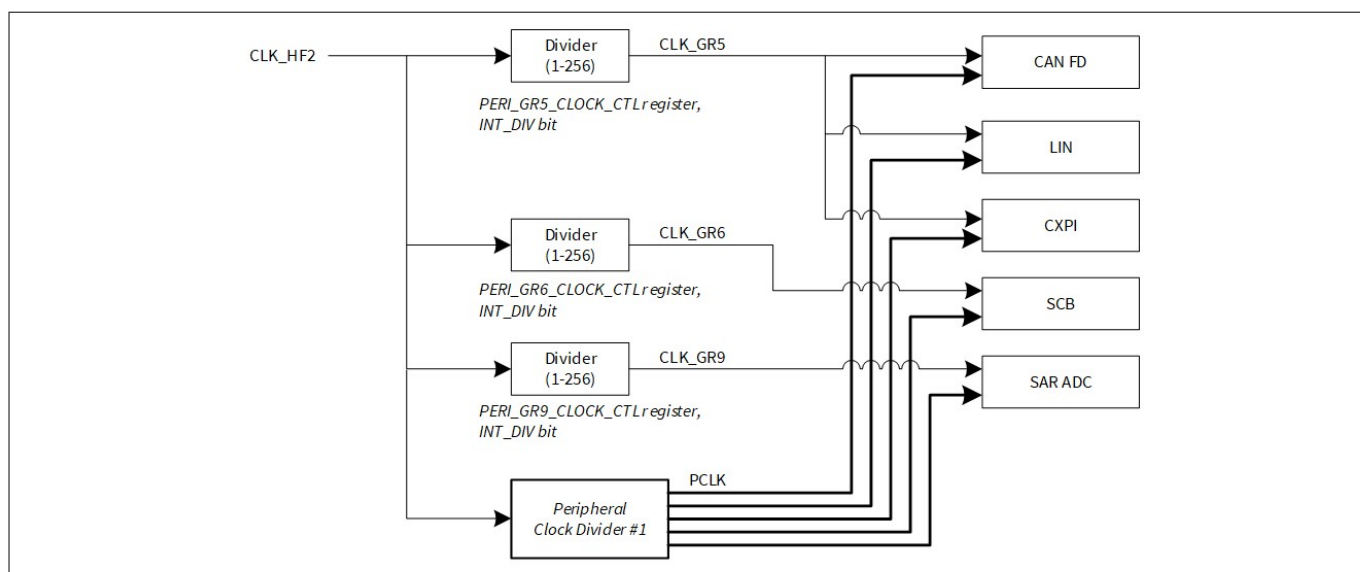 CLK_HF2
Divider
(1-256)
CLK_GR5
PERI_GR5_CLOCK_CTL register,
INT_DIV bit
CAN FD
LIN
CXPI
Divider
(1-256)
CLK_GR6
PERI_GR6_CLOCK_CTL register,
INT_DIV bit
SCB
Divider
(1-256)
CLK_GR9
PERI_GR9_CLOCK_CTL register,
INT_DIV bit
SAR ADC
Peripheral
Clock Divider #1
PCLK